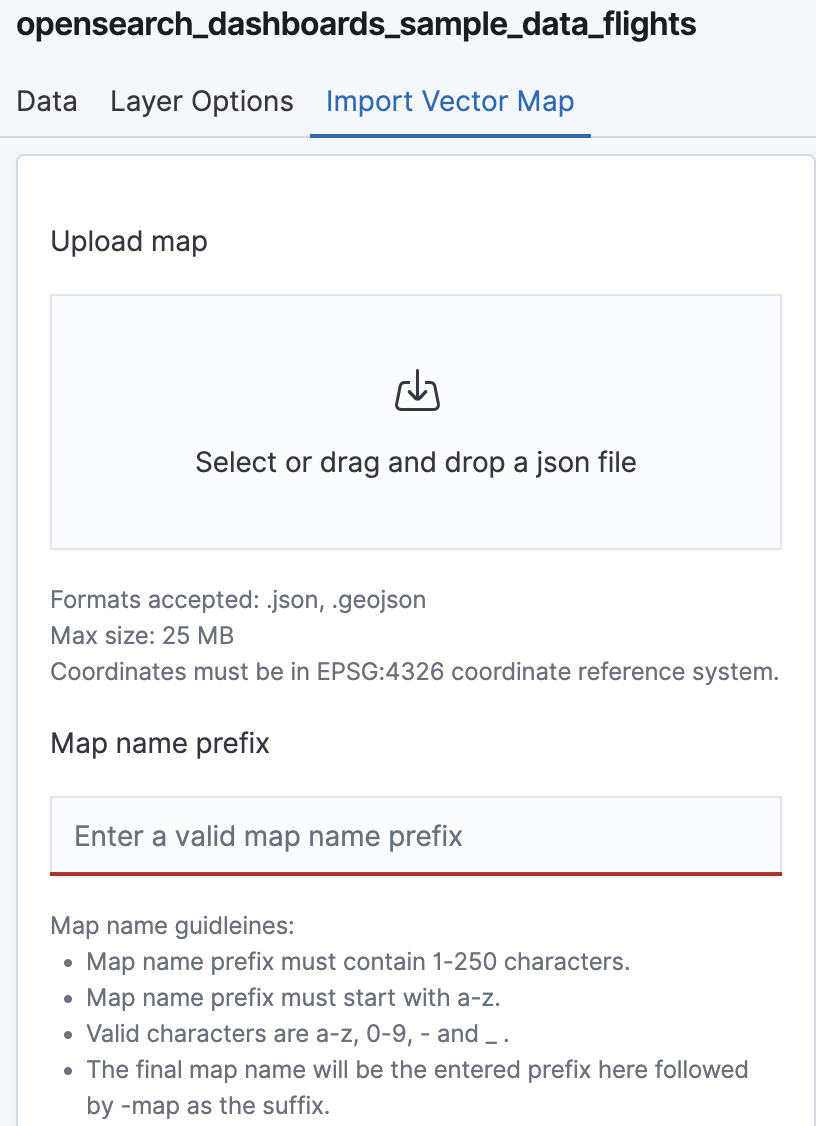 opensearch_dashboards_sample_data_flights
Data Layer Options Import Vector Map
Upload map
Select or drag and drop a json file
Formats accepted: .json, .geojson
Max size: 25 MB
Coordinates must be in EPSG:4326 coordinate reference system.
Map name prefix
Enter a valid map name prefix
Map name guidleines:
• Map name prefix must contain 1-250 characters.
• Map name prefix must start with a-z.
• Valid characters are a-z, 0-9, - and _ .
• The final map name will be the entered prefix here followed
by -map as the suffix.